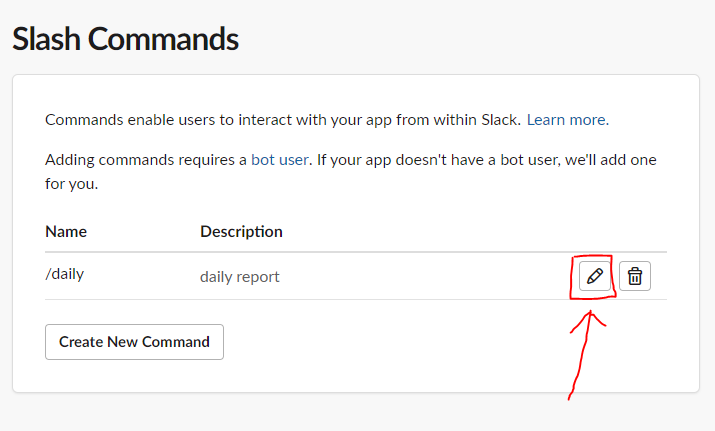 Slash Commands
Commands enable users to interact with your app from within Slack. Learn more.
Adding commands requires a bot user. If your app doesn't have a bot user, we'll add one
for you.
Name Description
/daily daily report
Create New Command